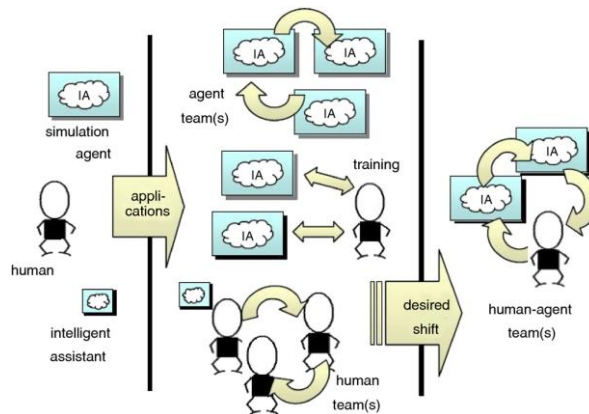 IA
simulation
agent
human
intelligent
assistant
appli-
cations
IA
IA
IA
agent
team(s)
IA
IA
training
human
team(s)
desired
shift
IA
IA
human-agent
team(s)